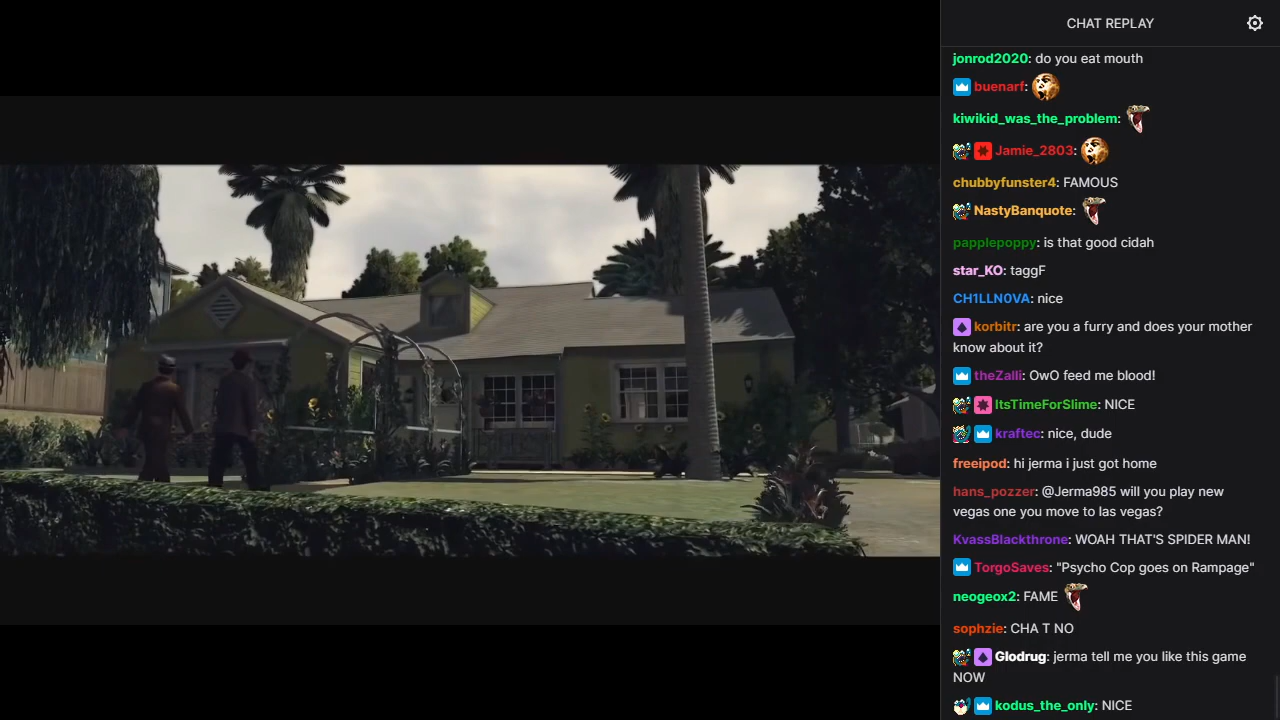 CHAT REPLAY
jonrod2020: do you eat mouth
buenarf:
kiwikid_was_the_problem:
Jamie_2803:
chubbyfunster4: FAMOUS
NastyBanquote:
papplepoppy: is that good cidah
star_KO: taggF
CH1LLN0VA: nice
korbitr: are you a furry and does your mother
know about it?
theZalli: OwO feed me blood!
ItsTimeForSlime: NICE
kraftec: nice, dude
freeipod: hi jerma i just got home
hans_pozzer: @Jerma985 will you play new
vegas one you move to las vegas?
KvassBlackthrone: WOAH THAT'S SPIDER MAN!
TorgoSaves: "Psycho Cop goes on Rampage"
neogeox2: FAME
sophzie: CHA T NO
Glodrug: jerma tell me you like this game
NOW
kodus_the_only: NICE